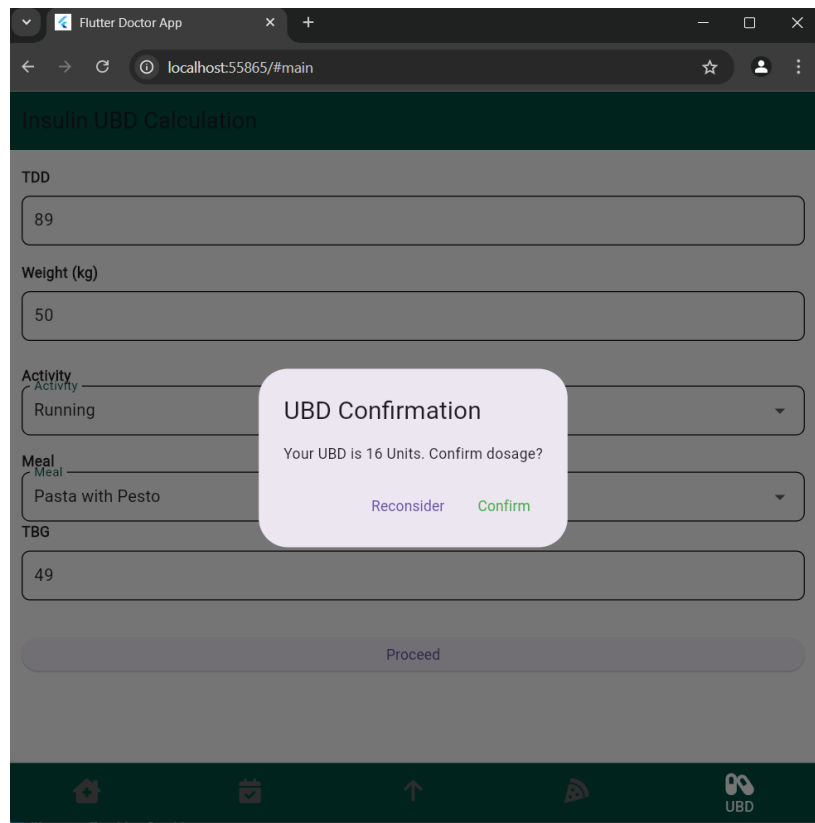 Flutter Doctor App
localhost:55865/#main
Insulin UBD Calculation
TDD
89
Weight (kg)
50
Activity
Activity
Running
UBD Confirmation
Your UBD is 16 Units. Confirm dosage?
Meal
Meal
Pasta with Pesto
Reconsider Confirm
TBG
49
Proceed
UBD